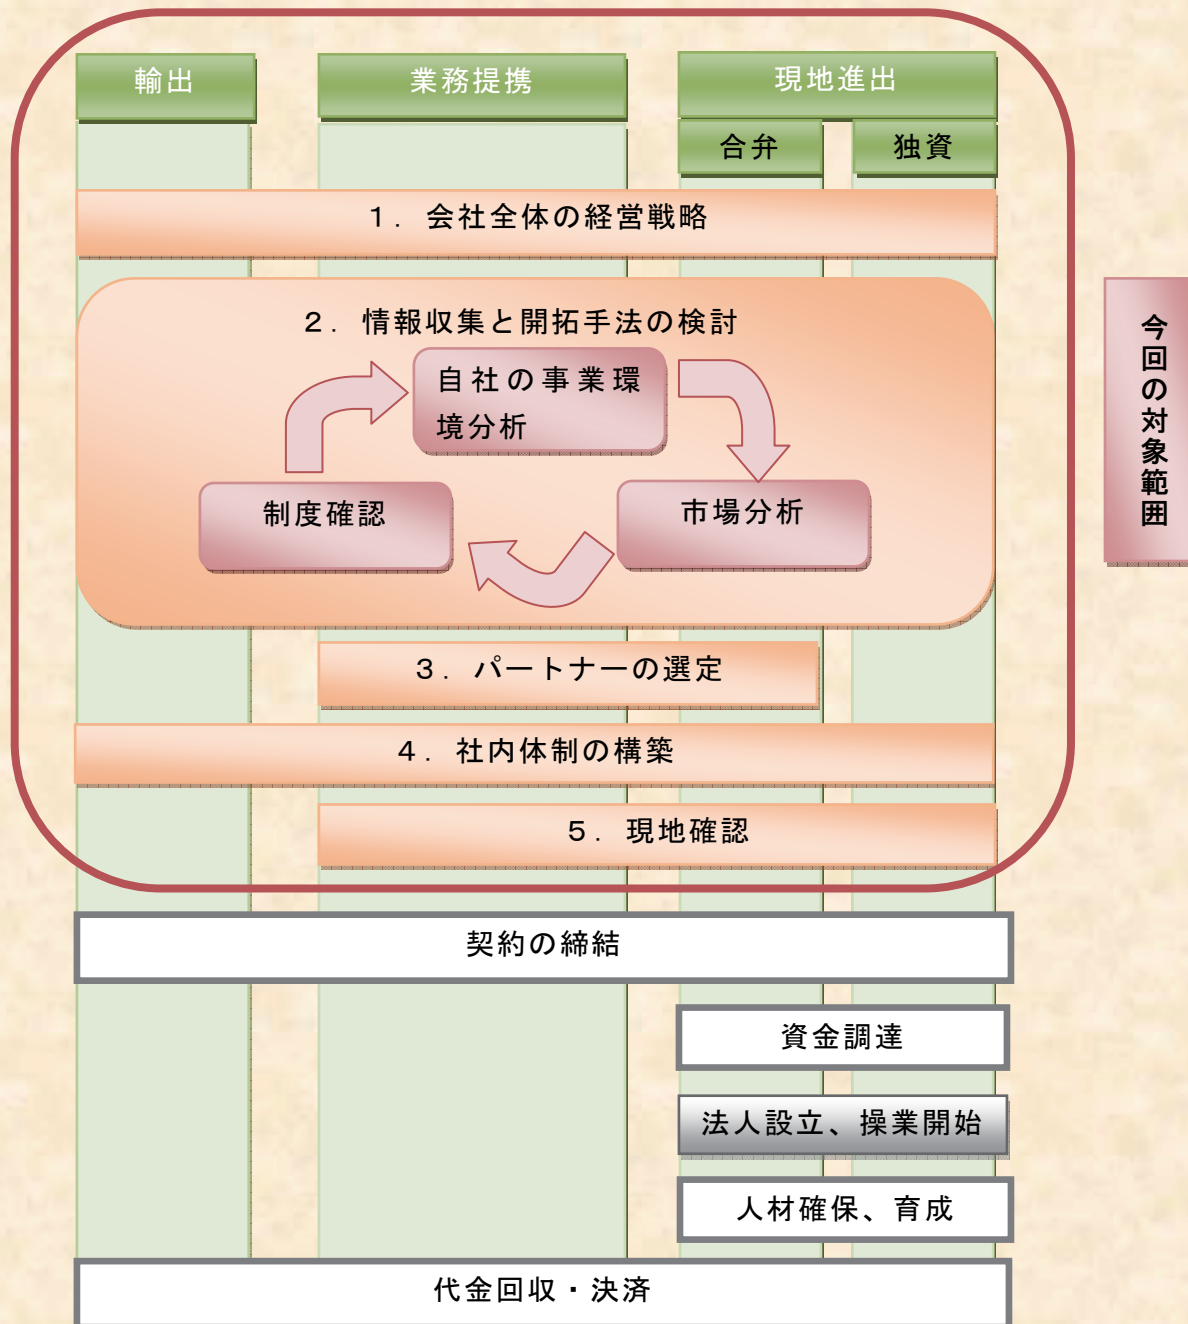 輸出
業務提携
現地進出
合弁
独資
1．会社全体の経営戦略
2．情報収集と開拓手法の検討
自社の事業環
境分析
制度確認
市場分析
今回の対象範囲
3．パートナーの選定
4．社内体制の構築
5．現地確認
契約の締結
資金調達
法人設立、操業開始
人材確保、育成
代金回収・決済